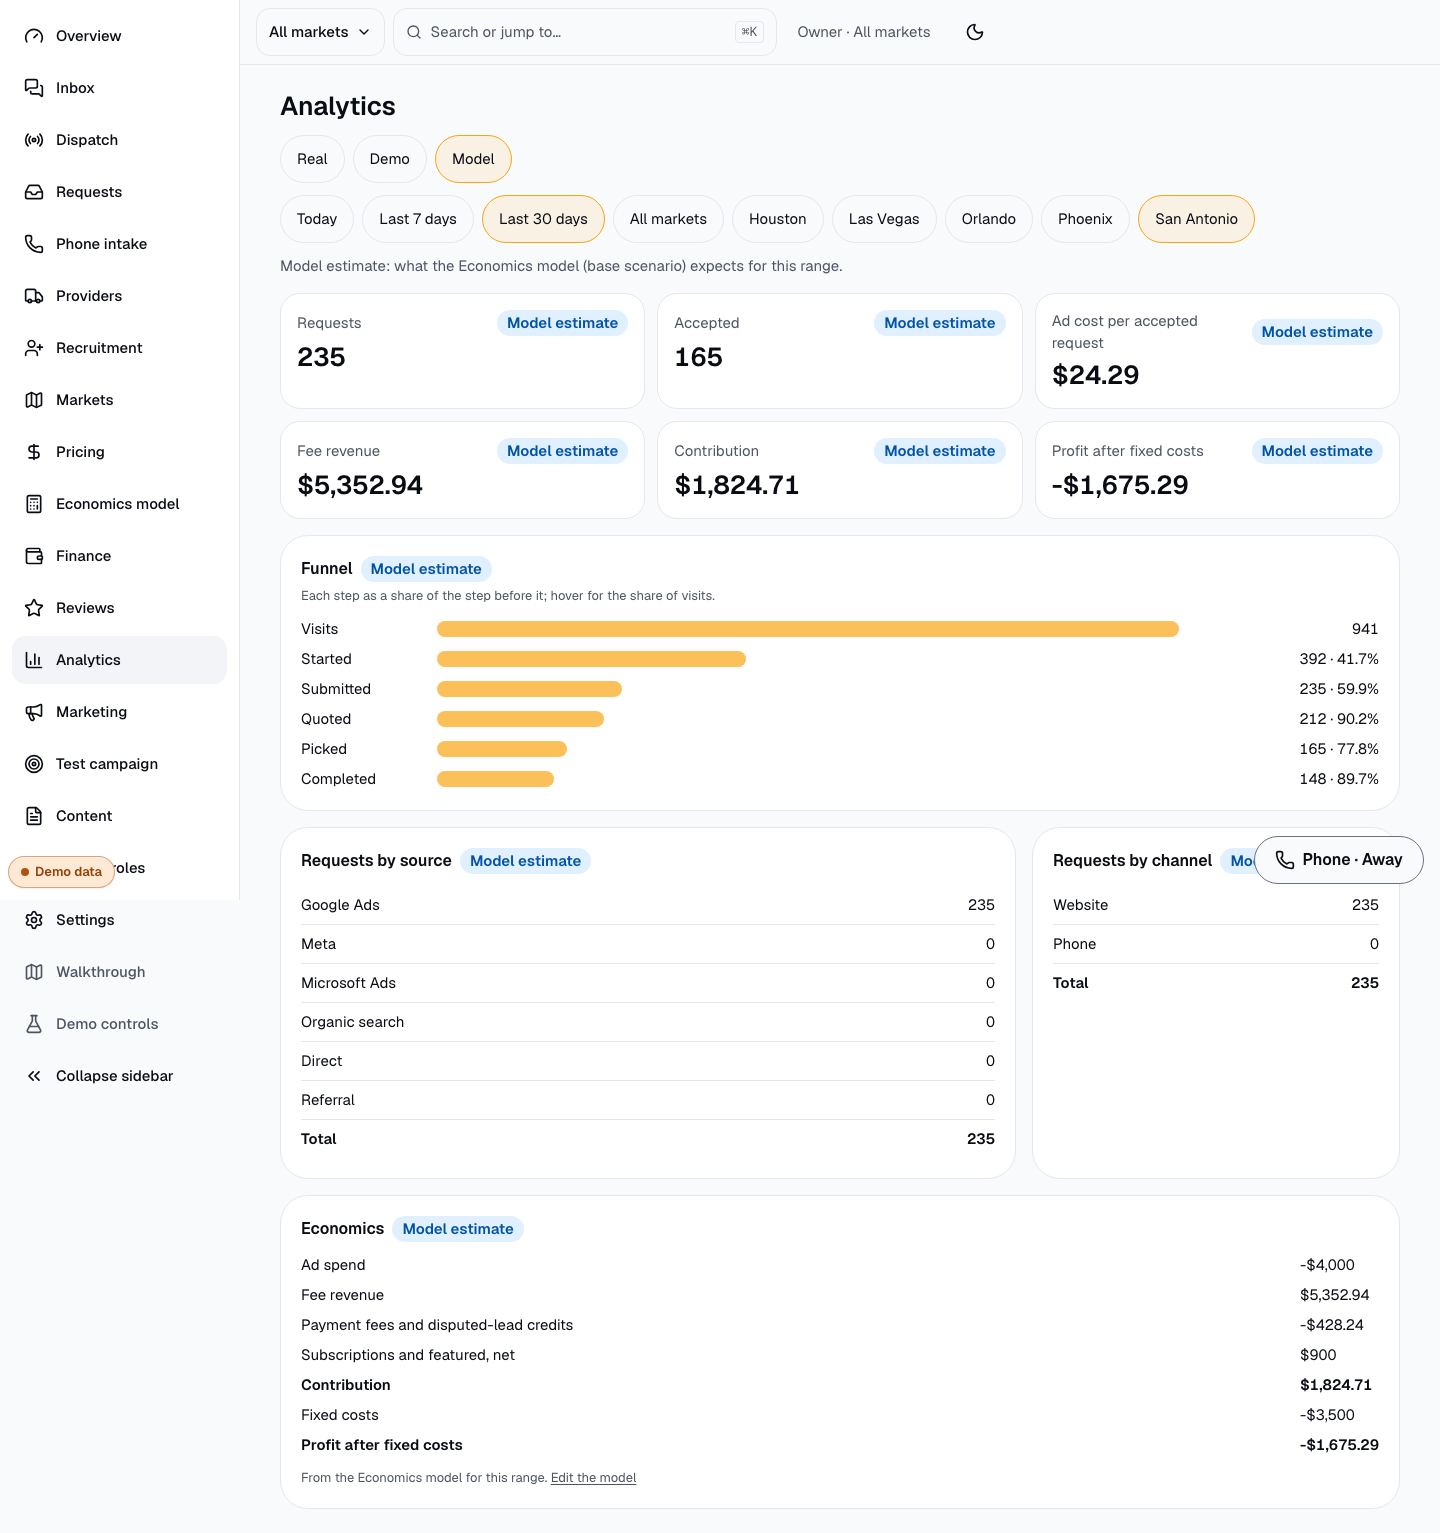 Overview
Inbox
Dispatch
Requests
Phone intake
Providers
Recruitment
Markets
Pricing
Economics model
Finance
Reviews
Analytics
Marketing
Test campaign
Content
Demo data
oles
Settings
Walkthrough
Demo controls
Collapse sidebar
All markets
Search or jump to...
⌘K
Owner · All markets
Analytics
Real Demo Model
Today Last 7 days Last 30 days All markets Houston Las Vegas Orlando Phoenix San Antonio
Model estimate: what the Economics model (base scenario) expects for this range.
Requests Model estimate
235
Accepted Model estimate
165
Ad cost per accepted
request
Model estimate
$24.29
Fee revenue Model estimate
$5,352.94
Contribution Model estimate
$1,824.71
Profit after fixed costs Model estimate
-$1,675.29
Funnel Model estimate
Each step as a share of the step before it; hover for the share of visits.
Visits 941
Started 392 · 41.7%
Submitted 235 · 59.9%
Quoted 212 · 90.2%
Picked 165 · 77.8%
Completed 148 · 89.7%
Requests by source Model estimate
Google Ads 235
Meta 0
Microsoft Ads 0
Organic search 0
Direct 0
Referral 0
Total 235
Requests by channel Mo
Phone · Away
Website 235
Phone 0
Total 235
Economics Model estimate
Ad spend -$4,000
Fee revenue $5,352.94
Payment fees and disputed-lead credits -$428.24
Subscriptions and featured, net $900
Contribution $1,824.71
Fixed costs -$3,500
Profit after fixed costs -$1,675.29
From the Economics model for this range. Edit the model